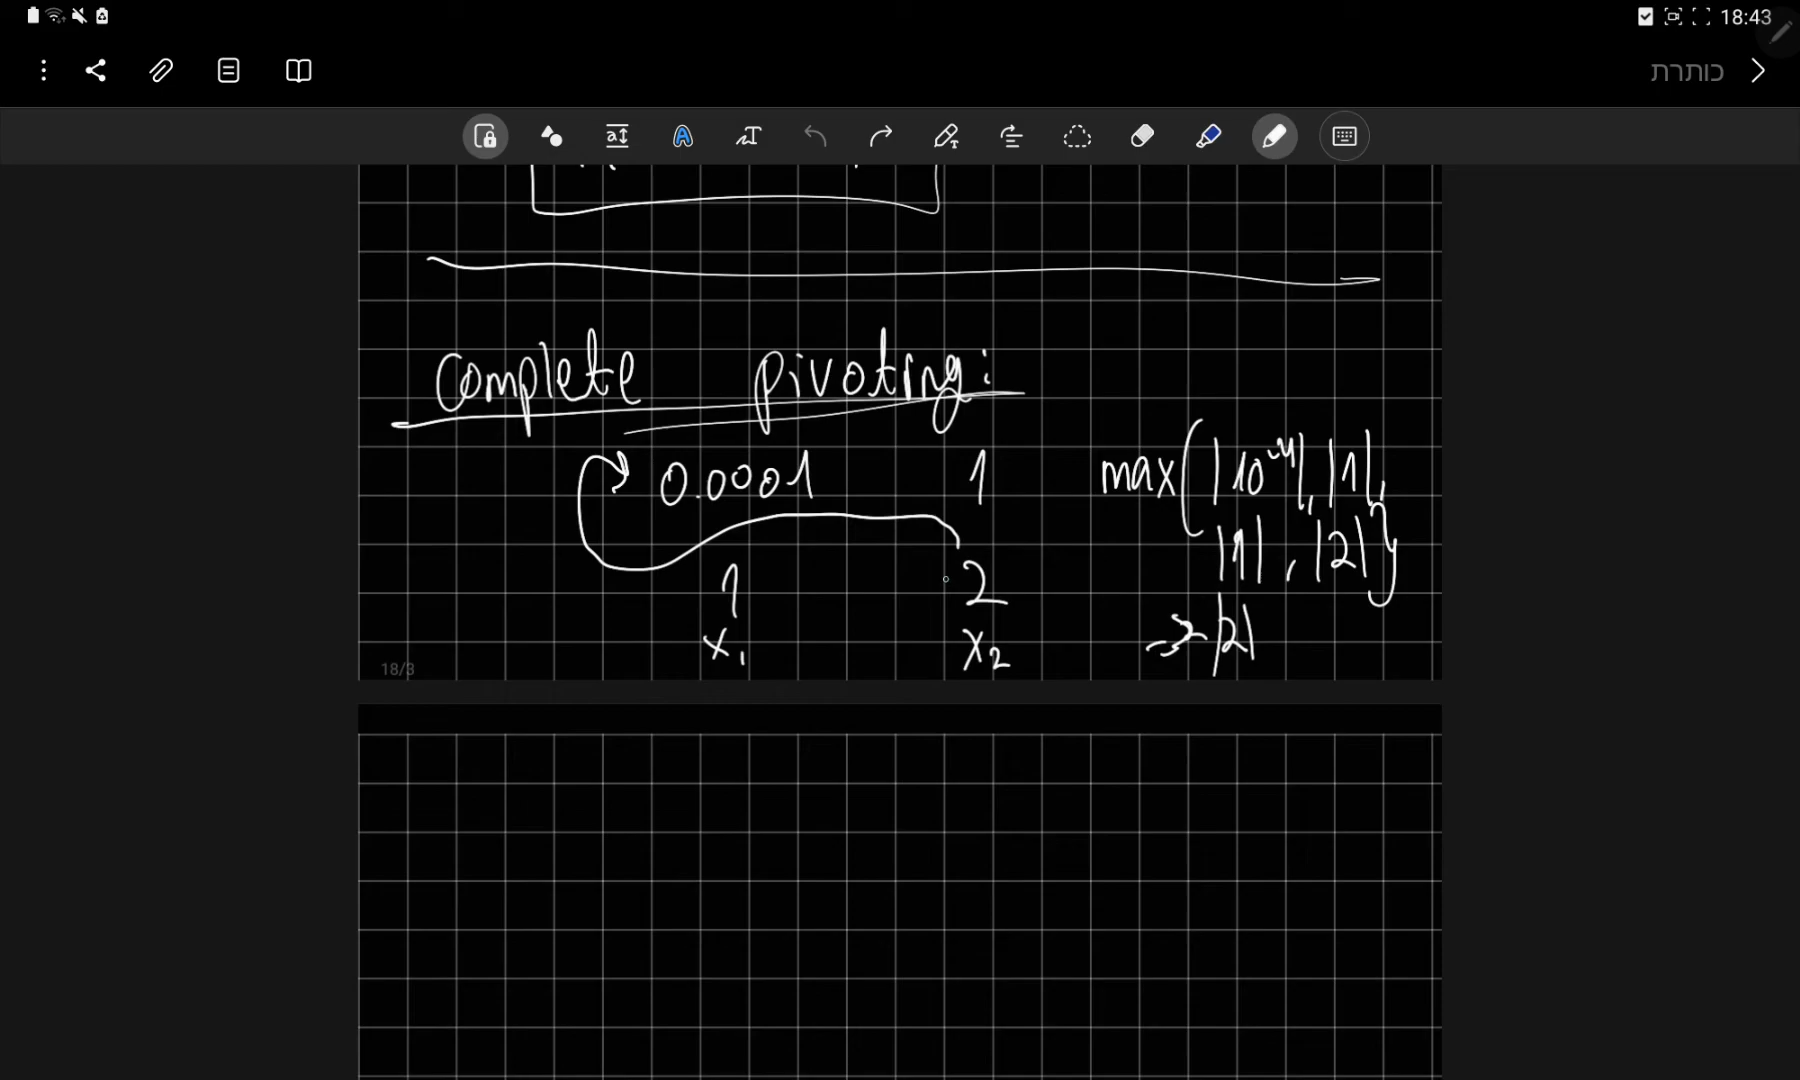 18:43
כותרת
complete pivoting:
0.0001 1 max(|10⁻⁴|, |1|,
1 2 |1|, |2|}
x₁ x₂ → |2|
18/3